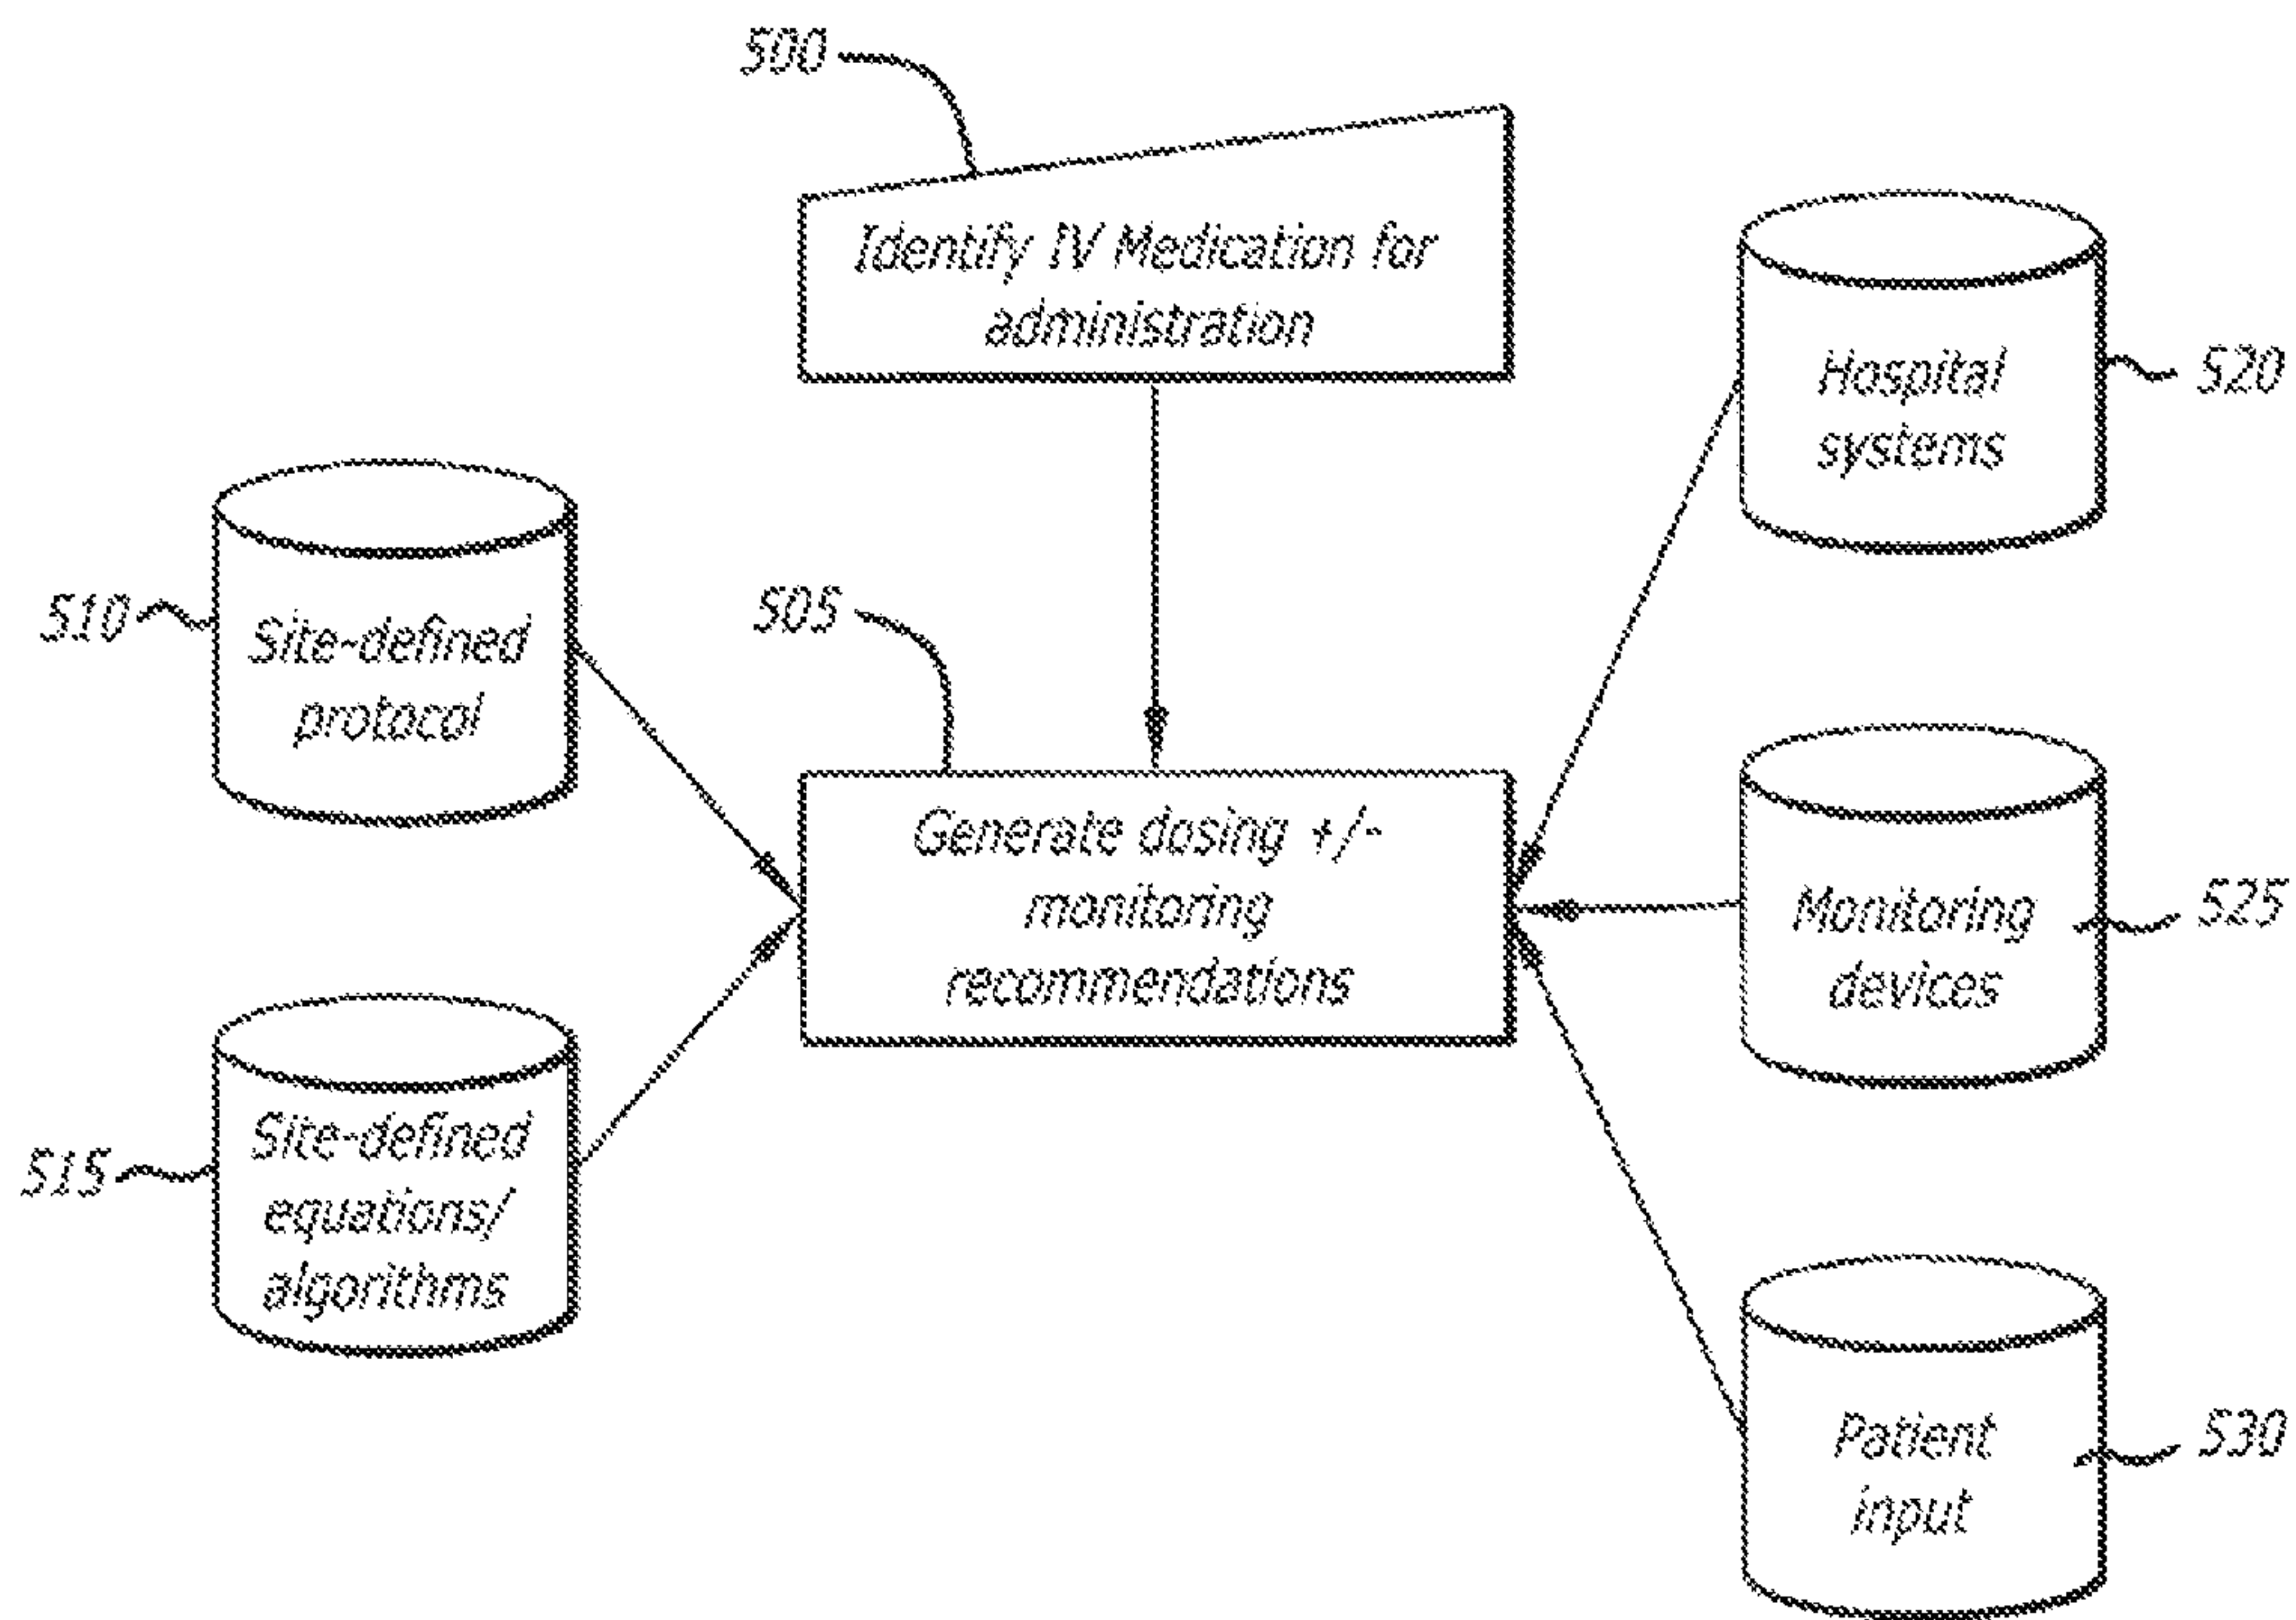 500
Identify IV Medication for
administration
Hospital
systems
520
510
Site-defined
protocol
505
Generate dosing +/-
monitoring
recommendations
Monitoring
devices
525
515
Site-defined
equations/
algorithms
Patient
input
530